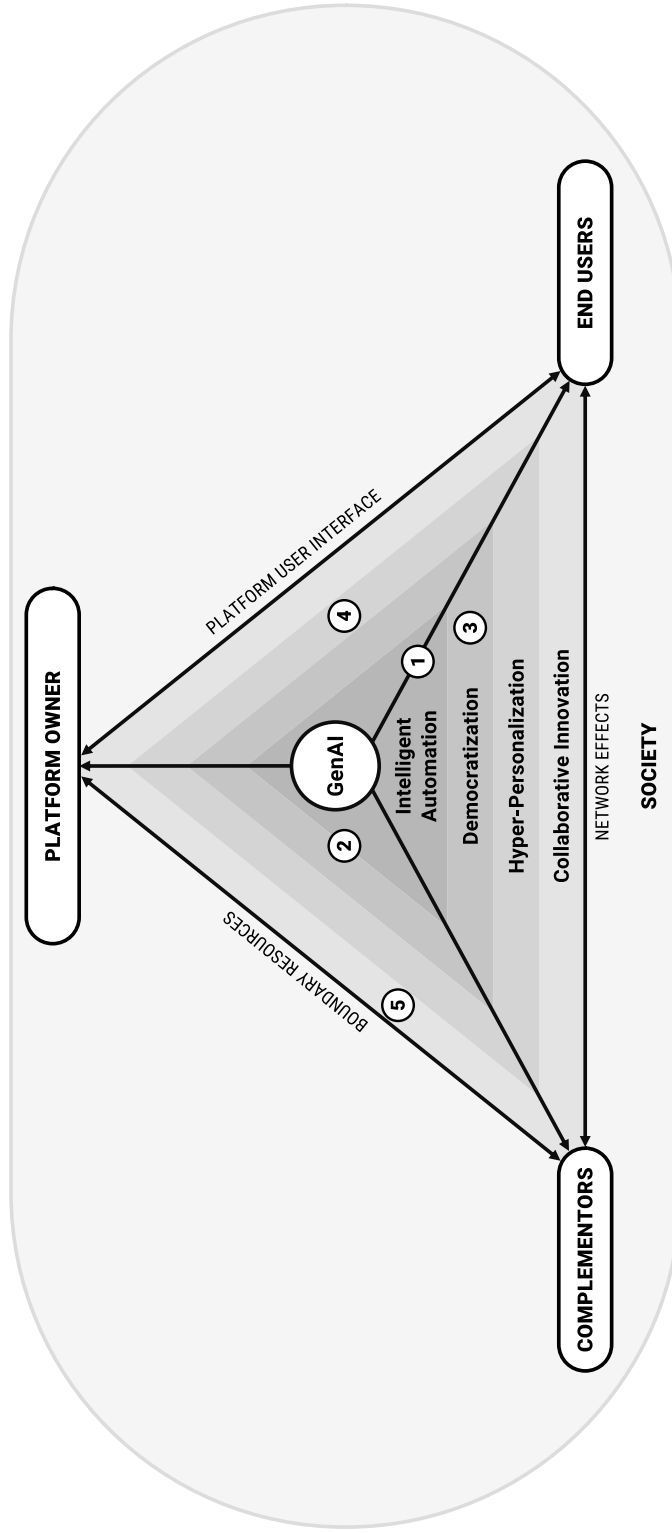 PLATFORM OWNER
BOUNDARY RESOURCES
PLATFORM USER INTERFACE
2
4
GenAI
5
1
Intelligent
Automation
3
Democratization
Hyper-Personalization
Collaborative Innovation
COMPLEMENTORS
END USERS
NETWORK EFFECTS
SOCIETY